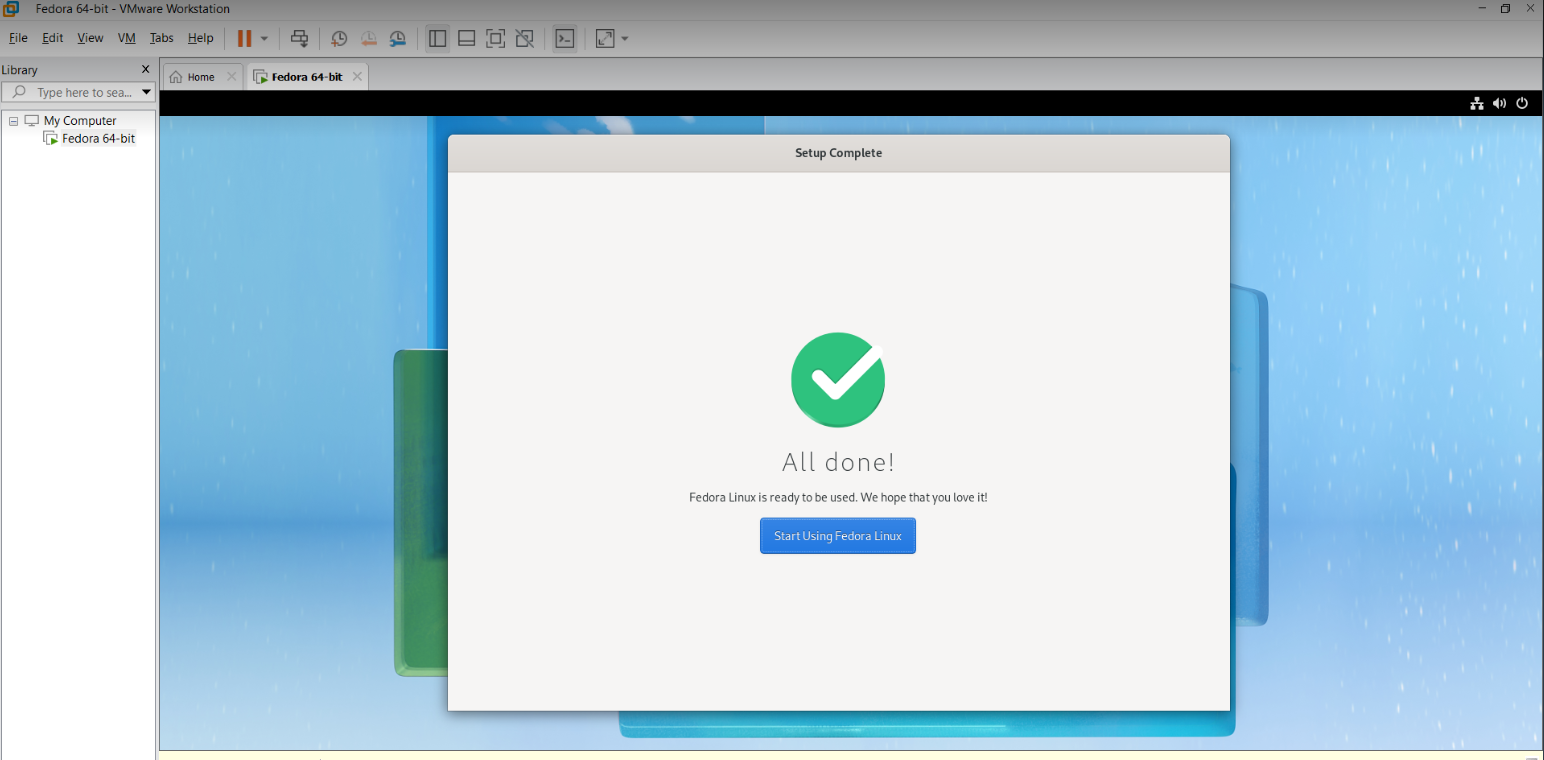 Fedora 64-bit - VMware Workstation
File Edit View VM Tabs Help
Library
Type here to sea...
My Computer
Fedora 64-bit
Home
Fedora 64-bit
Setup Complete
All done!
Fedora Linux is ready to be used. We hope that you love it!
Start Using Fedora Linux